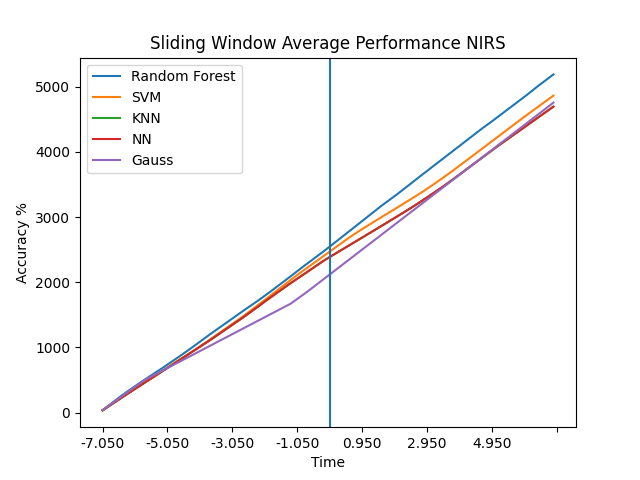 Sliding Window Average Performance NIRS
Random Forest
SVM
KNN
NN
Gauss
Accuracy %
5000
4000
3000
2000
1000
0
-7.050 -5.050 -3.050 -1.050 0.950 2.950 4.950
Time